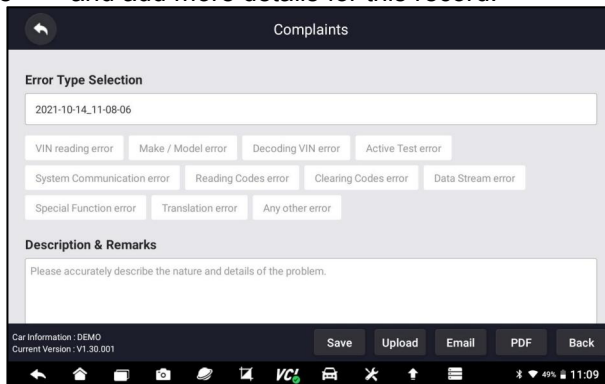 and add more details for this record.
Complaints
Error Type Selection
2021-10-14_11-08-06
VIN reading error Make / Model error Decoding VIN error Active Test error
System Communication error Reading Codes error Clearing Codes error Data Stream error
Special Function error Translation error Any other error
Description & Remarks
Please accurately describe the nature and details of the problem.
Car Information : DEMO
Current Version : V1.30.001
Save Upload Email PDF Back
VC! 49% 11:09